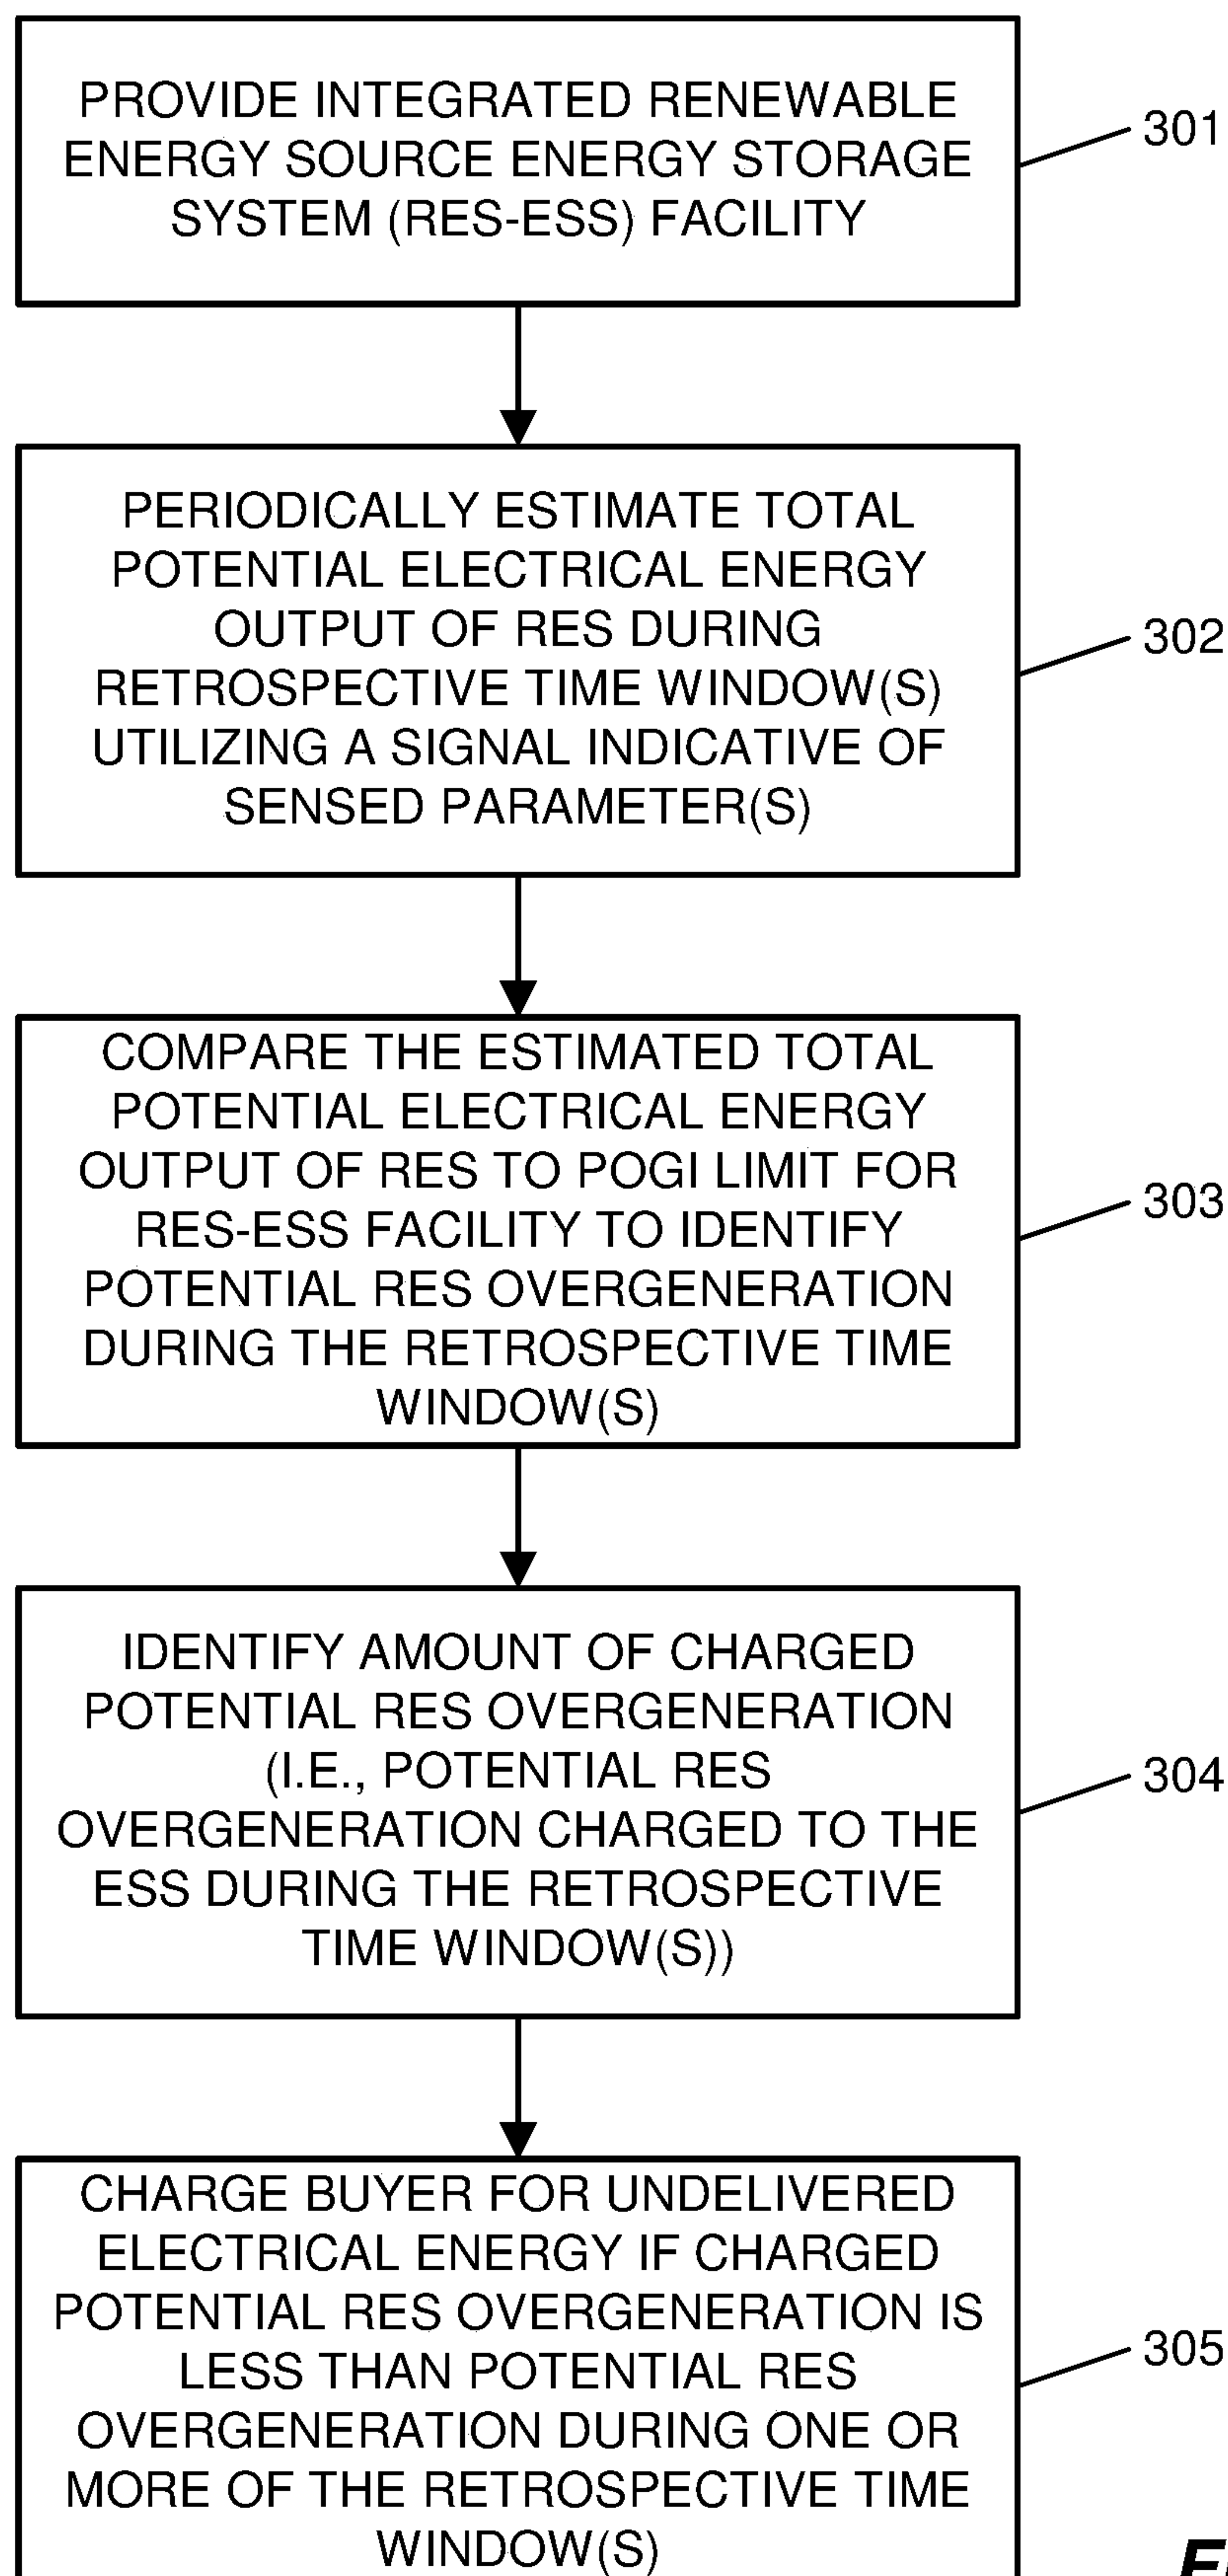 PROVIDE INTEGRATED RENEWABLE
ENERGY SOURCE ENERGY STORAGE
SYSTEM (RES-ESS) FACILITY
301
PERIODICALLY ESTIMATE TOTAL
POTENTIAL ELECTRICAL ENERGY
OUTPUT OF RES DURING
RETROSPECTIVE TIME WINDOW(S)
UTILIZING A SIGNAL INDICATIVE OF
SENSED PARAMETER(S)
302
COMPARE THE ESTIMATED TOTAL
POTENTIAL ELECTRICAL ENERGY
OUTPUT OF RES TO POGI LIMIT FOR
RES-ESS FACILITY TO IDENTIFY
POTENTIAL RES OVERGENERATION
DURING THE RETROSPECTIVE TIME
WINDOW(S)
303
IDENTIFY AMOUNT OF CHARGED
POTENTIAL RES OVERGENERATION
(I.E., POTENTIAL RES
OVERGENERATION CHARGED TO THE
ESS DURING THE RETROSPECTIVE
TIME WINDOW(S))
304
CHARGE BUYER FOR UNDELIVERED
ELECTRICAL ENERGY IF CHARGED
POTENTIAL RES OVERGENERATION IS
LESS THAN POTENTIAL RES
OVERGENERATION DURING ONE OR
MORE OF THE RETROSPECTIVE TIME
WINDOW(S)
305